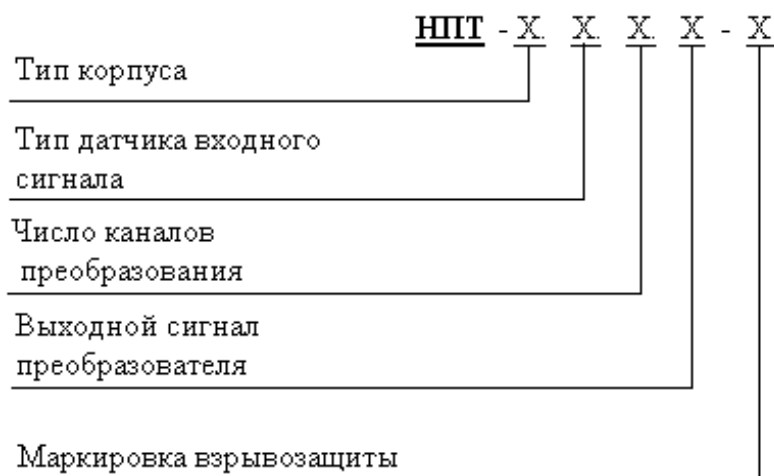 НПТ - Х Х Х Х - Х
Тип корпуса
Тип датчика входного
сигнала
Число каналов
преобразования
Выходной сигнал
преобразователя
Маркировка взрывозащиты